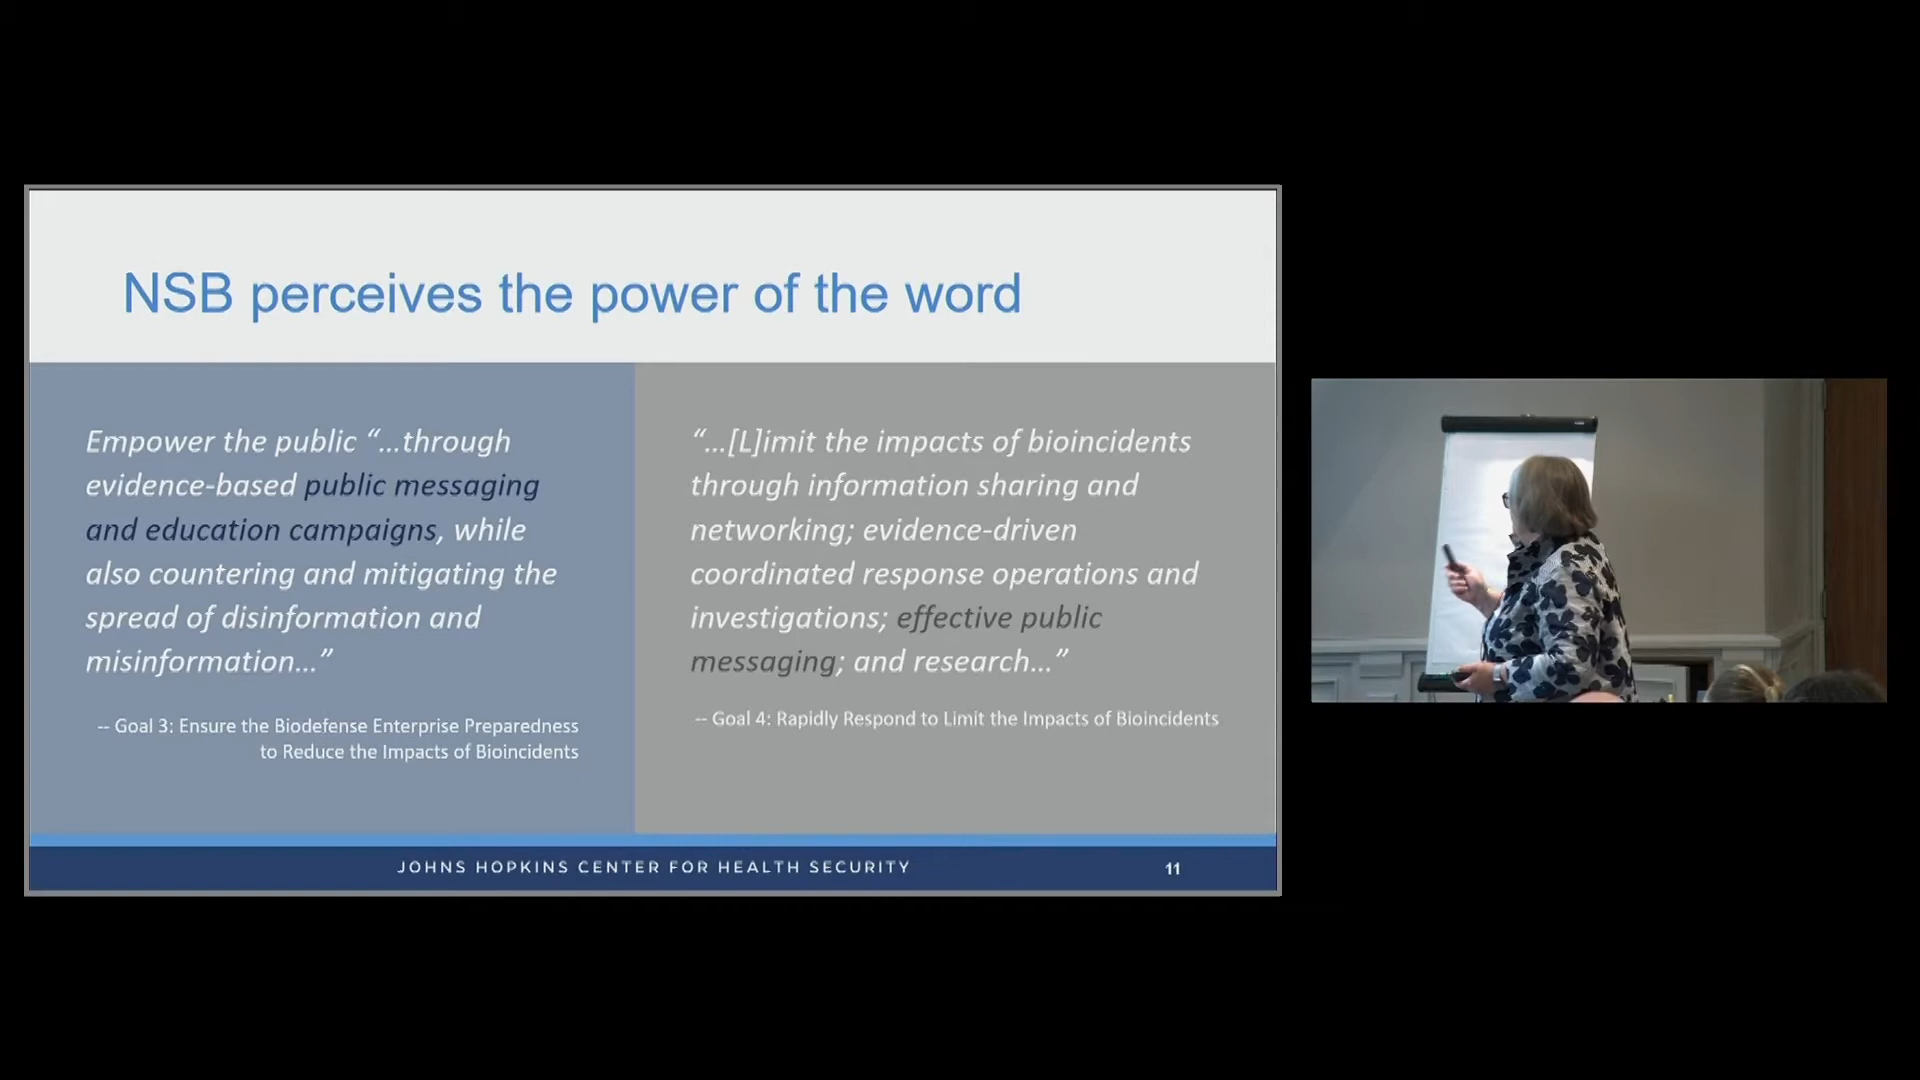 NSB perceives the power of the word
Empower the public “...through
evidence-based public messaging
and education campaigns, while
also countering and mitigating the
spread of disinformation and
misinformation...”
-- Goal 3: Ensure the Biodefense Enterprise Preparedness
to Reduce the Impacts of Bioincidents
“...[L]imit the impacts of bioincidents
through information sharing and
networking; evidence-driven
coordinated response operations and
investigations; effective public
messaging; and research...”
-- Goal 4: Rapidly Respond to Limit the Impacts of Bioincidents
JOHNS HOPKINS CENTER FOR HEALTH SECURITY
11